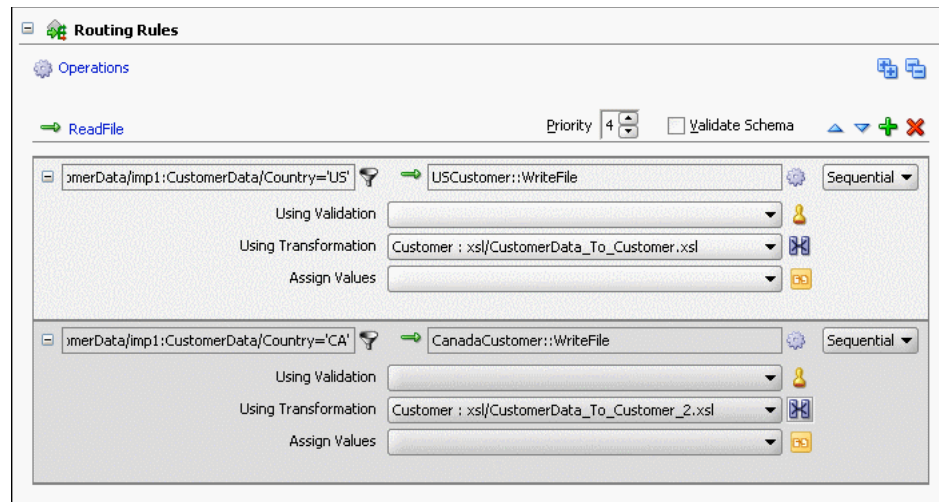 Routing Rules
Operations
ReadFile Priority 4 Validate Schema
omerData/imp1:CustomerData/Country='US' USCustomer::WriteFile Sequential
Using Validation
Using Transformation Customer : xsl/CustomerData_To_Customer.xsl
Assign Values
omerData/imp1:CustomerData/Country='CA' CanadaCustomer::WriteFile Sequential
Using Validation
Using Transformation Customer : xsl/CustomerData_To_Customer_2.xsl
Assign Values